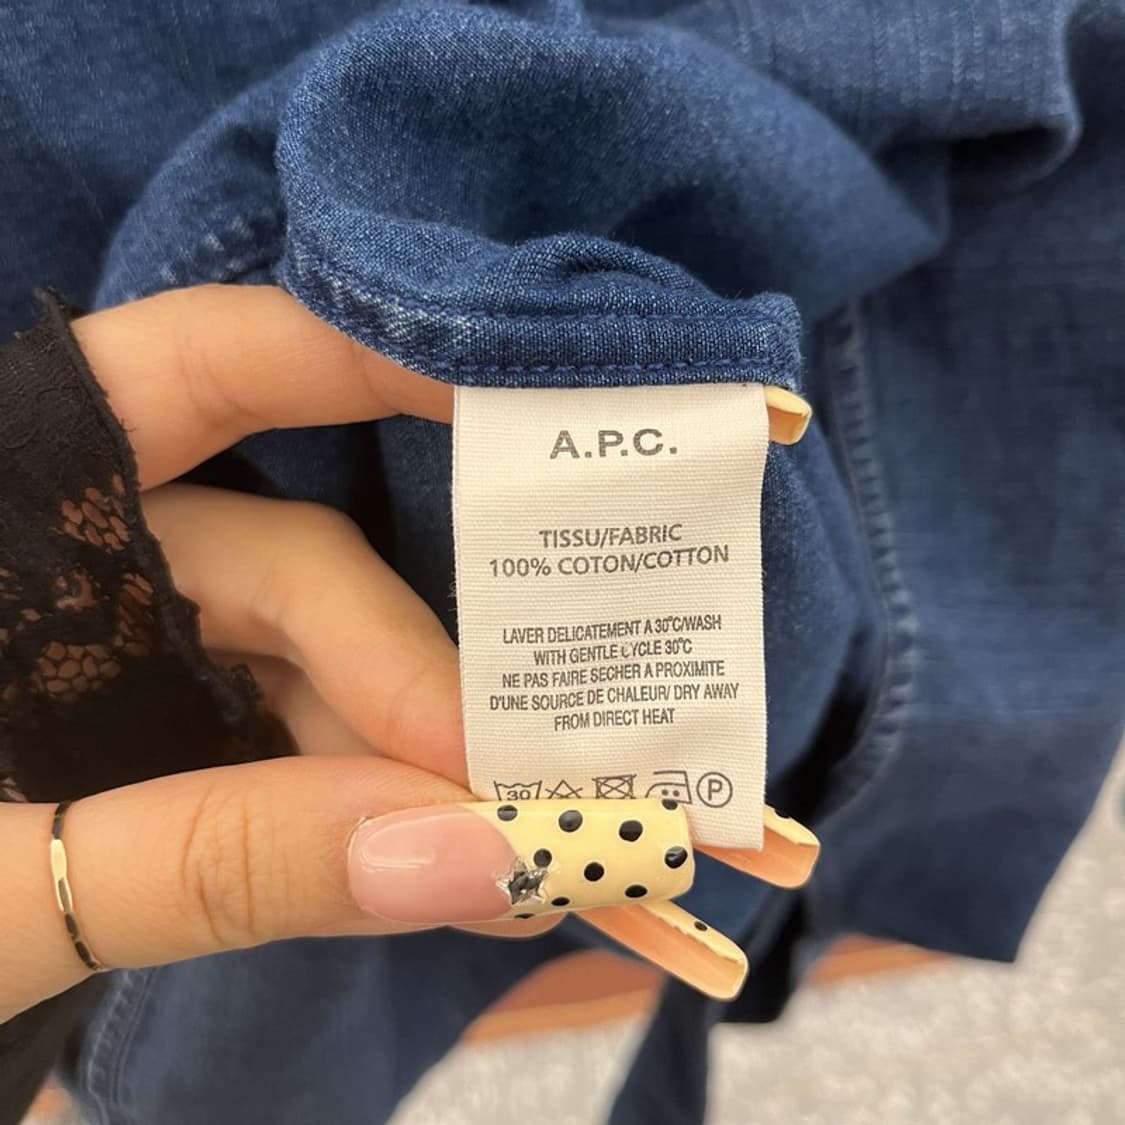 A.P.C.
TISSU/FABRIC
100% COTON/COTTON
LAVER DELICATEMENT A 30°C/WASH
WITH GENTLE CYCLE 30°C
NE PAS FAIRE SECHER A PROXIMITE
D'UNE SOURCE DE CHALEUR/ DRY AWAY
FROM DIRECT HEAT
30 P